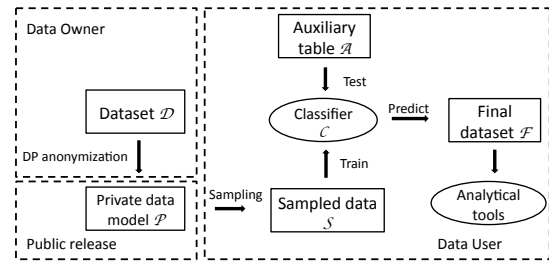 Data Owner
Dataset 𝒟
DP anonymization
Private data
model 𝒫
Public release
Sampling
Auxiliary
table 𝒜
Test
Classifier
𝒞
Predict
Train
Sampled data
𝒮
Final
dataset ℱ
Analytical
tools
Data User